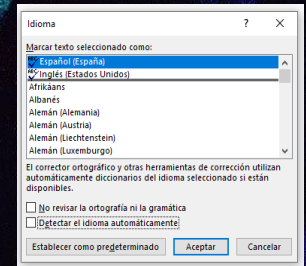 Idioma
Marcar texto seleccionado como:
Español (España)
Inglés (Estados Unidos)
Afrikáans
Albanés
Alemán (Alemania)
Alemán (Austria)
Alemán (Liechtenstein)
Alemán (Luxemburgo)
El corrector ortográfico y otras herramientas de corrección utilizan
automáticamente diccionarios del idioma seleccionado si están
disponibles.
No revisar la ortografía ni la gramática
Detectar el idioma automáticamente
Establecer como predeterminado Aceptar Cancelar